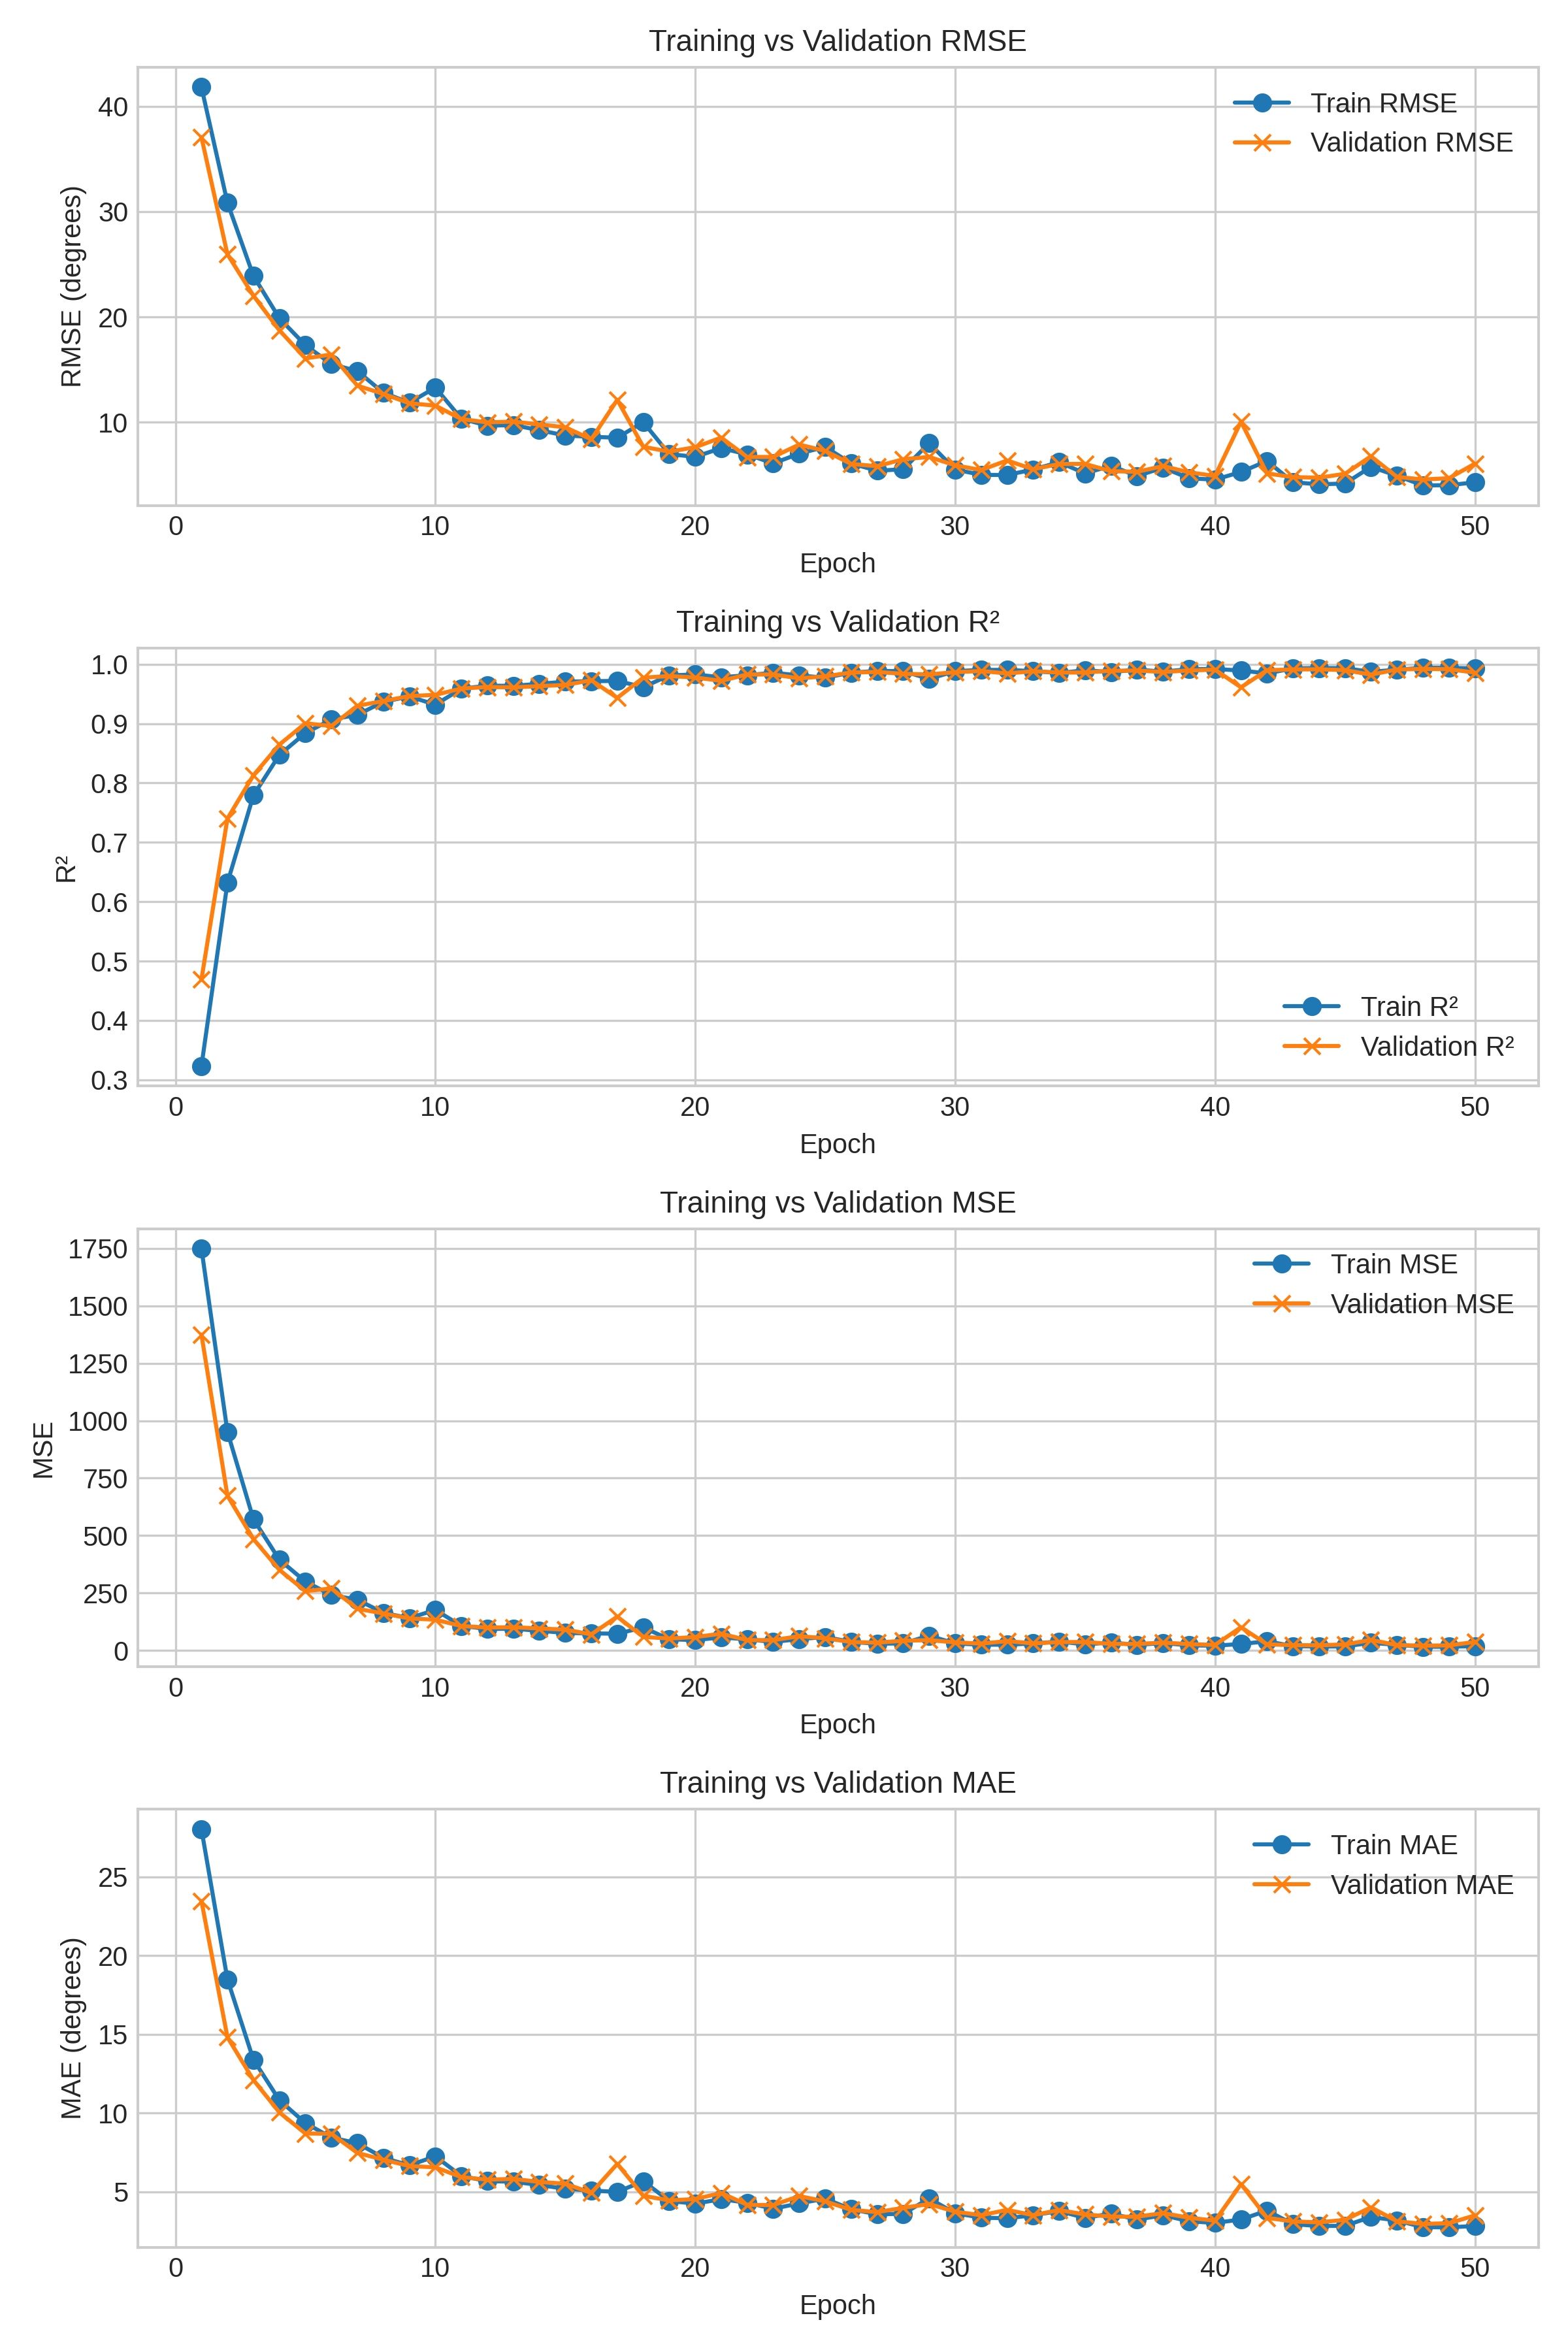 Training vs Validation RMSE
40
30
20
10
RMSE (degrees)
Train RMSE
Validation RMSE
0 10 20 30 40 50
Epoch
Training vs Validation R²
1.0
0.9
0.8
0.7
0.6
0.5
0.4
0.3
R²
Train R²
Validation R²
0 10 20 30 40 50
Epoch
Training vs Validation MSE
1750
1500
1250
1000
750
500
250
0
MSE
Train MSE
Validation MSE
0 10 20 30 40 50
Epoch
Training vs Validation MAE
25
20
15
10
5
MAE (degrees)
Train MAE
Validation MAE
0 10 20 30 40 50
Epoch